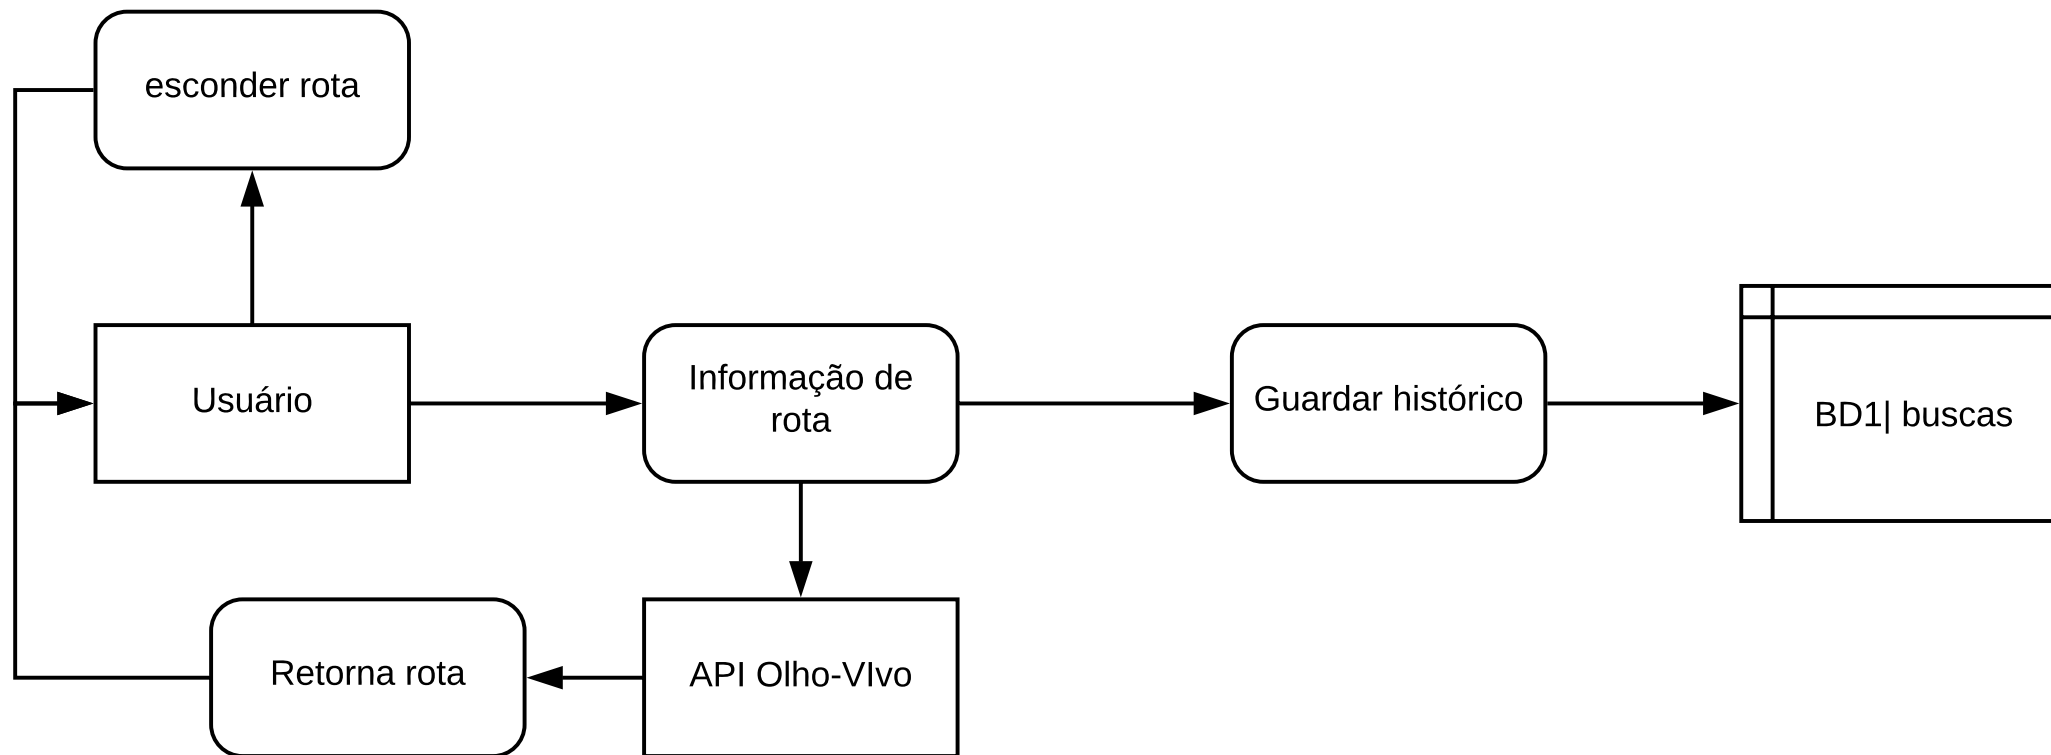 esconder rota
Usuário
Informação de
rota
Guardar histórico
BD1| buscas
Retorna rota
API Olho-VIvo